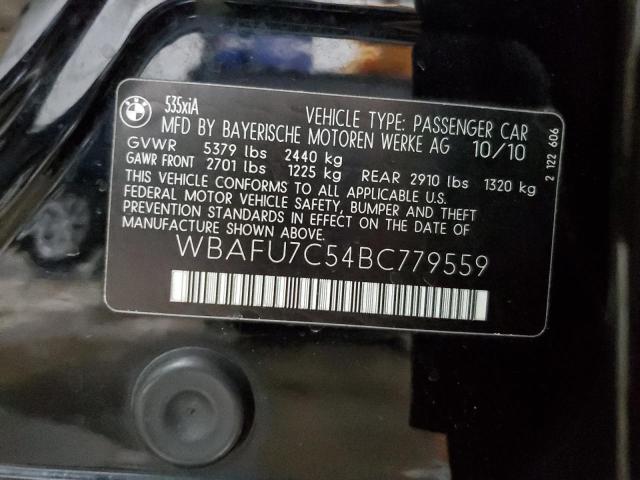 BMW
535xiA
VEHICLE TYPE: PASSENGER CAR
MFD BY BAYERISCHE MOTOREN WERKE AG 10/10
GVWR 5379 lbs 2440 kg
GAWR FRONT 2701 lbs 1225 kg REAR 2910 lbs 1320 kg
THIS VEHICLE CONFORMS TO ALL APPLICABLE U.S.
FEDERAL MOTOR VEHICLE SAFETY, BUMPER AND THEFT
PREVENTION STANDARDS IN EFFECT ON THE DATE OF
MANUFACTURE SHOWN ABOVE.
WBAFU7C54BC779559
2 122 606